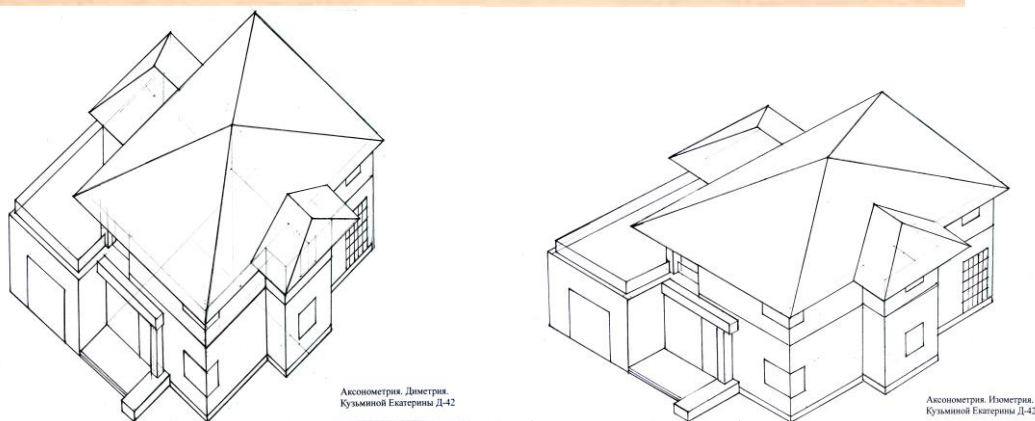 Аксонометрия. Диметрия.
Кузьминой Екатерины Д-42
Аксонометрия. Изометрия.
Кузьминой Екатерины Д-42